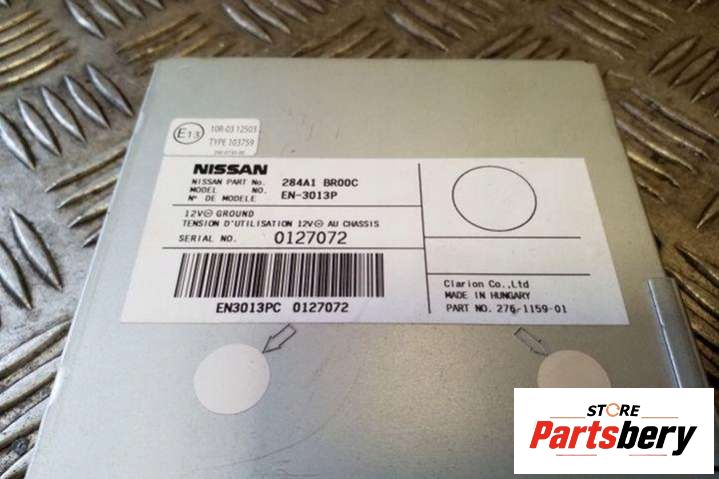 E13
10R-03 12503
TYPE 103759
NISSAN
NISSAN PART No. 284A1 BR00C
MODEL NO. EN-3013P
N° DE MODELE
12V⊝ GROUND
TENSION D'UTILISATION 12V⊝ AU CHASSIS
SERIAL NO. 0127072
EN3013PC 0127072
Clarion Co.,Ltd
MADE IN HUNGARY
PART NO. 276-1159-01
STORE
Partsbery